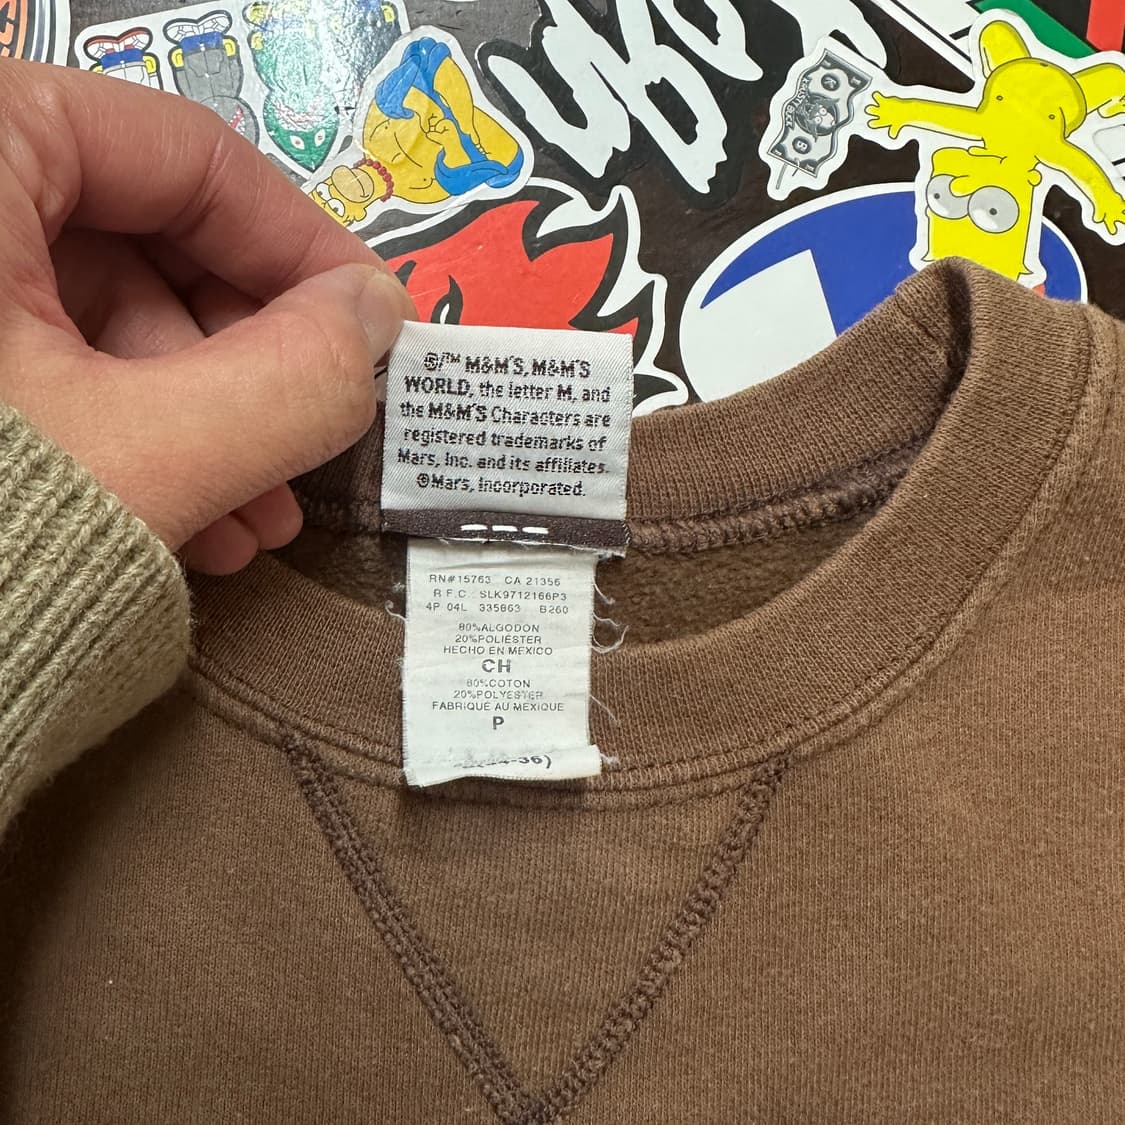 ®/™ M&M'S, M&M'S
WORLD, the letter M, and
the M&M'S Characters are
registered trademarks of
Mars, Inc. and its affiliates.
©Mars, Incorporated.
RN#15763 CA 21356
R F.C SLK9712166P3
4P 04L 335863 B260
80%ALGODON
20%POLIÉSTER
HECHO EN MEXICO
CH
80%COTON
20%POLYESTER
FABRIQUÉ AU MEXIQUE
P
-36)